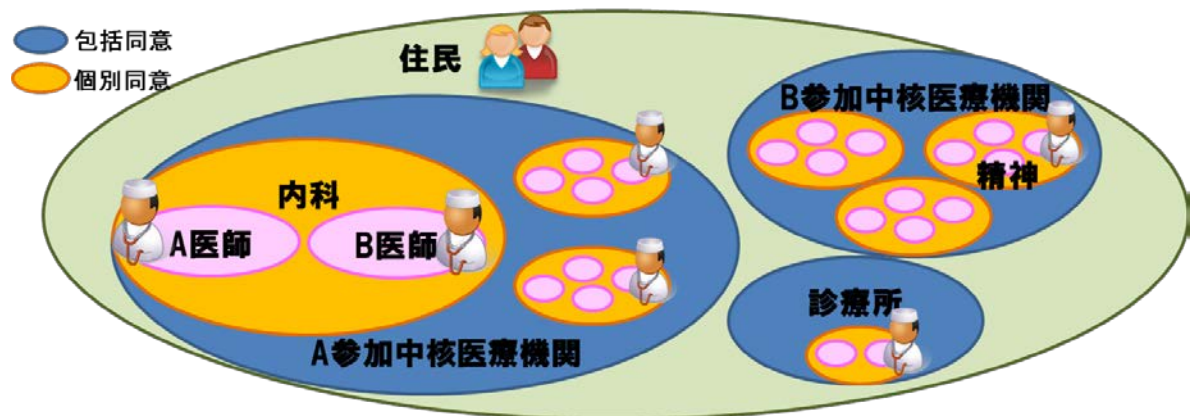 包括同意
個別同意
住民
内科
A医師
B医師
A参加中核医療機関
B参加中核医療機関
精神
診療所